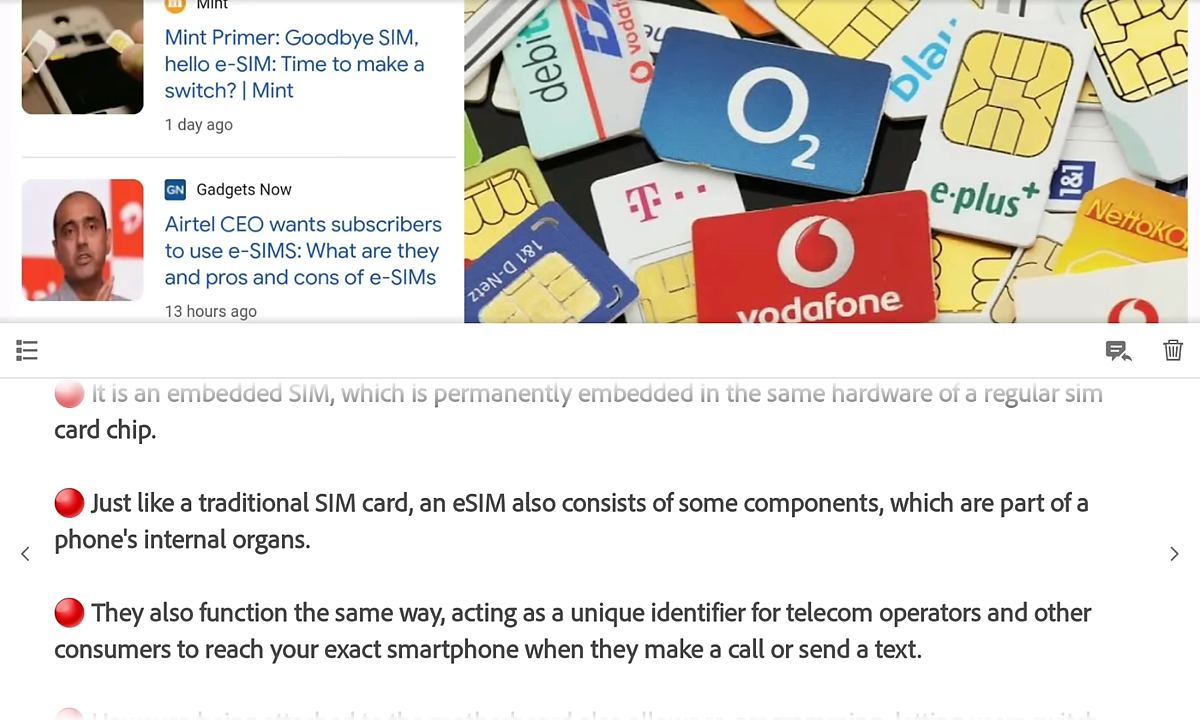 Mint
Mint Primer: Goodbye SIM,
hello e-SIM: Time to make a
switch? | Mint
1 day ago
GN Gadgets Now
Airtel CEO wants subscribers
to use e-SIMS: What are they
and pros and cons of e-SIMs
13 hours ago
debit
vodaf
Blau.
O2
T
e·plus+
1&1
NettoKO
1&1 D-Netz
vodafone
It is an embedded SIM, which is permanently embedded in the same hardware of a regular sim
card chip.
Just like a traditional SIM card, an eSIM also consists of some components, which are part of a
phone's internal organs.
They also function the same way, acting as a unique identifier for telecom operators and other
consumers to reach your exact smartphone when they make a call or send a text.